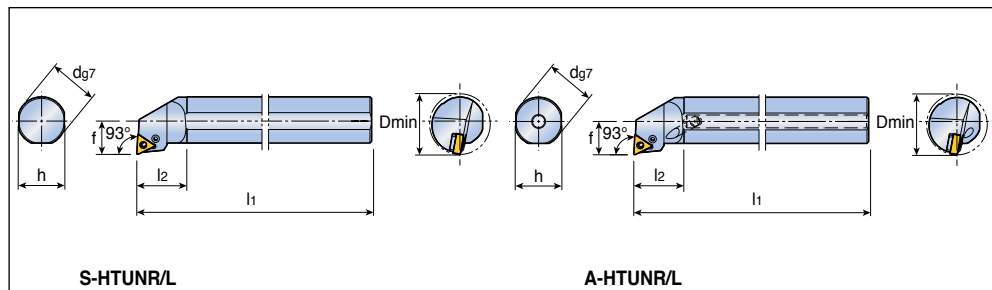 dg7
f
93°
h
l2
l1
Dmin
dg7
f
93°
h
l2
l1
Dmin
S-HTUNR/L
A-HTUNR/L